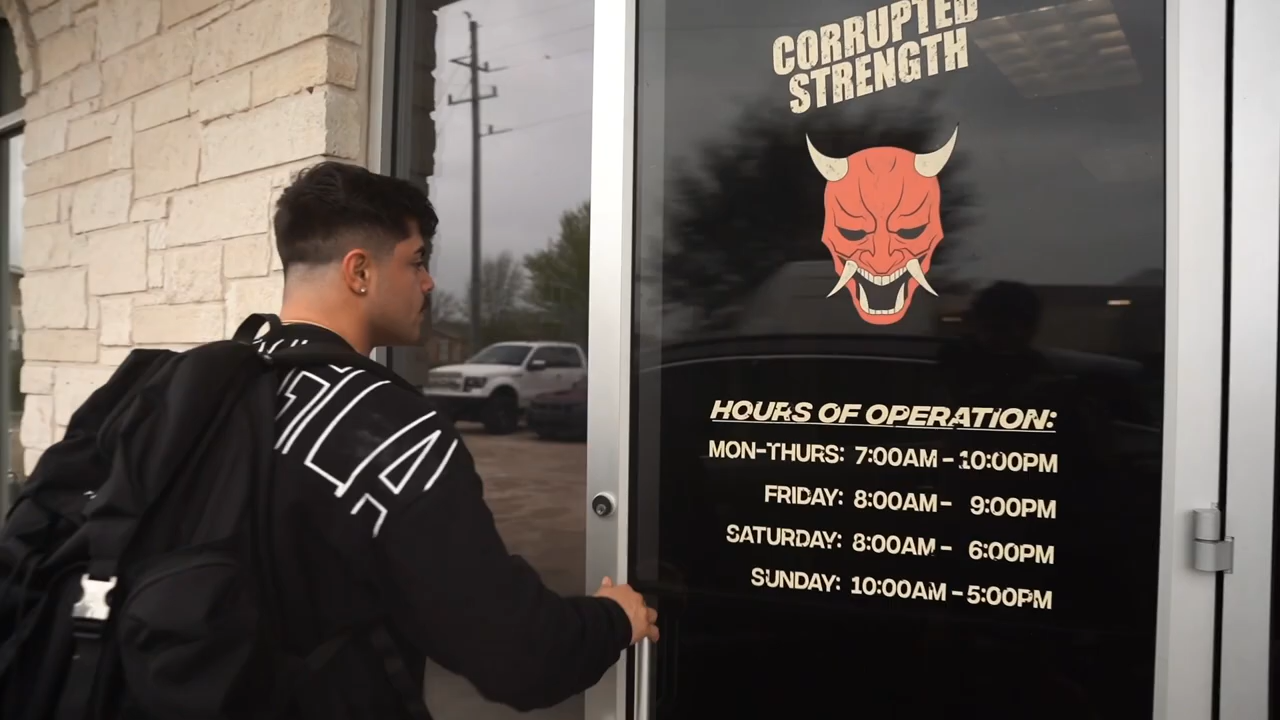 CORRUPTED
STRENGTH
HOURS OF OPERATION:
MON-THURS: 7:00AM - 10:00PM
FRIDAY: 8:00AM - 9:00PM
SATURDAY: 8:00AM - 6:00PM
SUNDAY: 10:00AM - 5:00PM